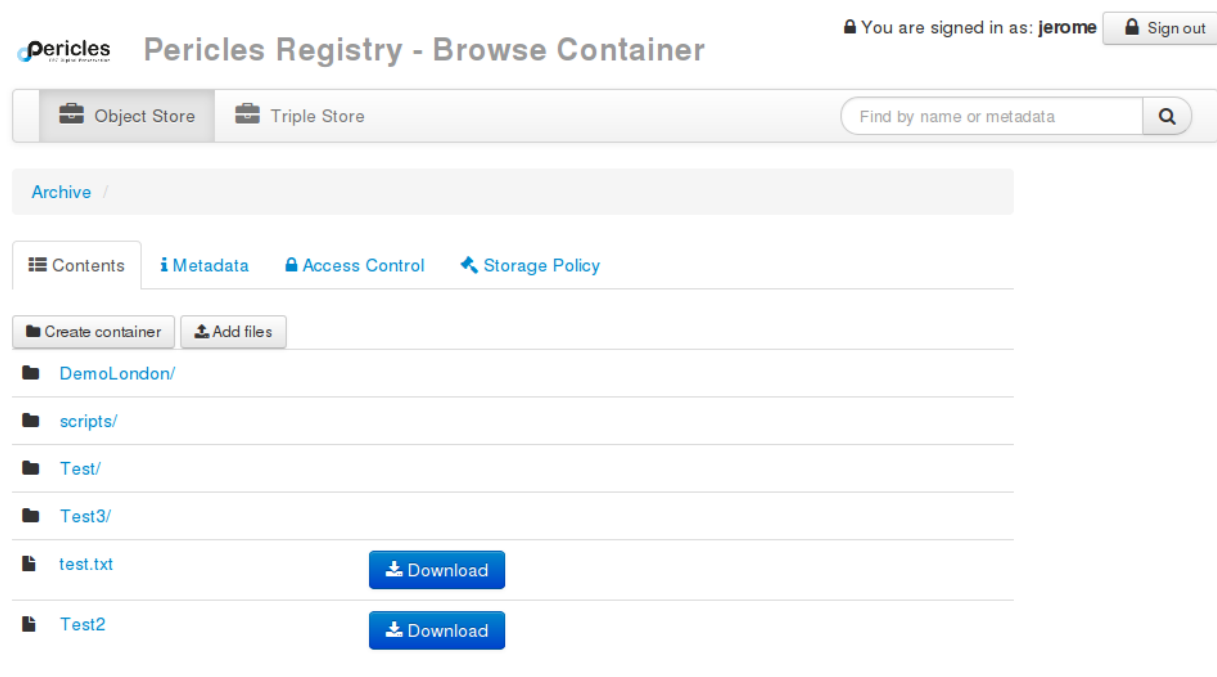 You are signed in as: jerome Sign out
pericles Pericles Registry - Browse Container
Object Store Triple Store Find by name or metadata
Archive /
Contents Metadata Access Control Storage Policy
Create container Add files
DemoLondon/
scripts/
Test/
Test3/
test.txt Download
Test2 Download